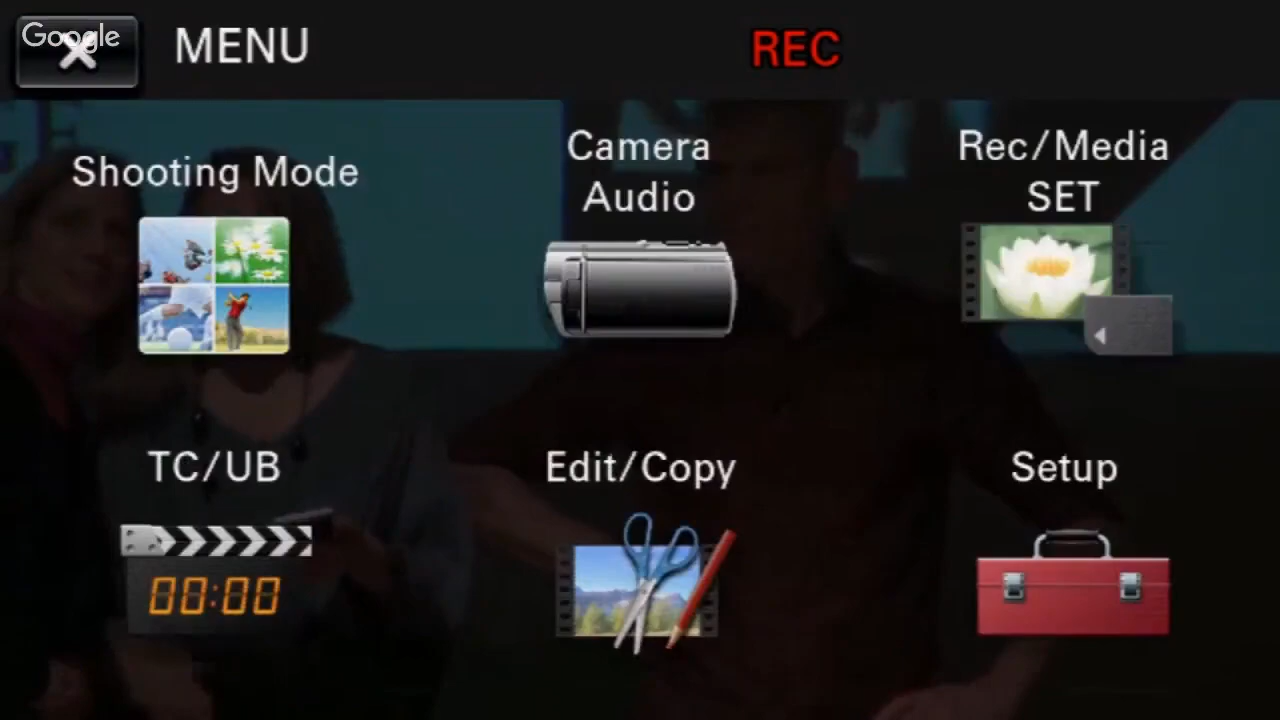 Google
MENU
REC
Shooting Mode
Camera
Audio
Rec/Media
SET
TC/UB
Edit/Copy
Setup
00:00